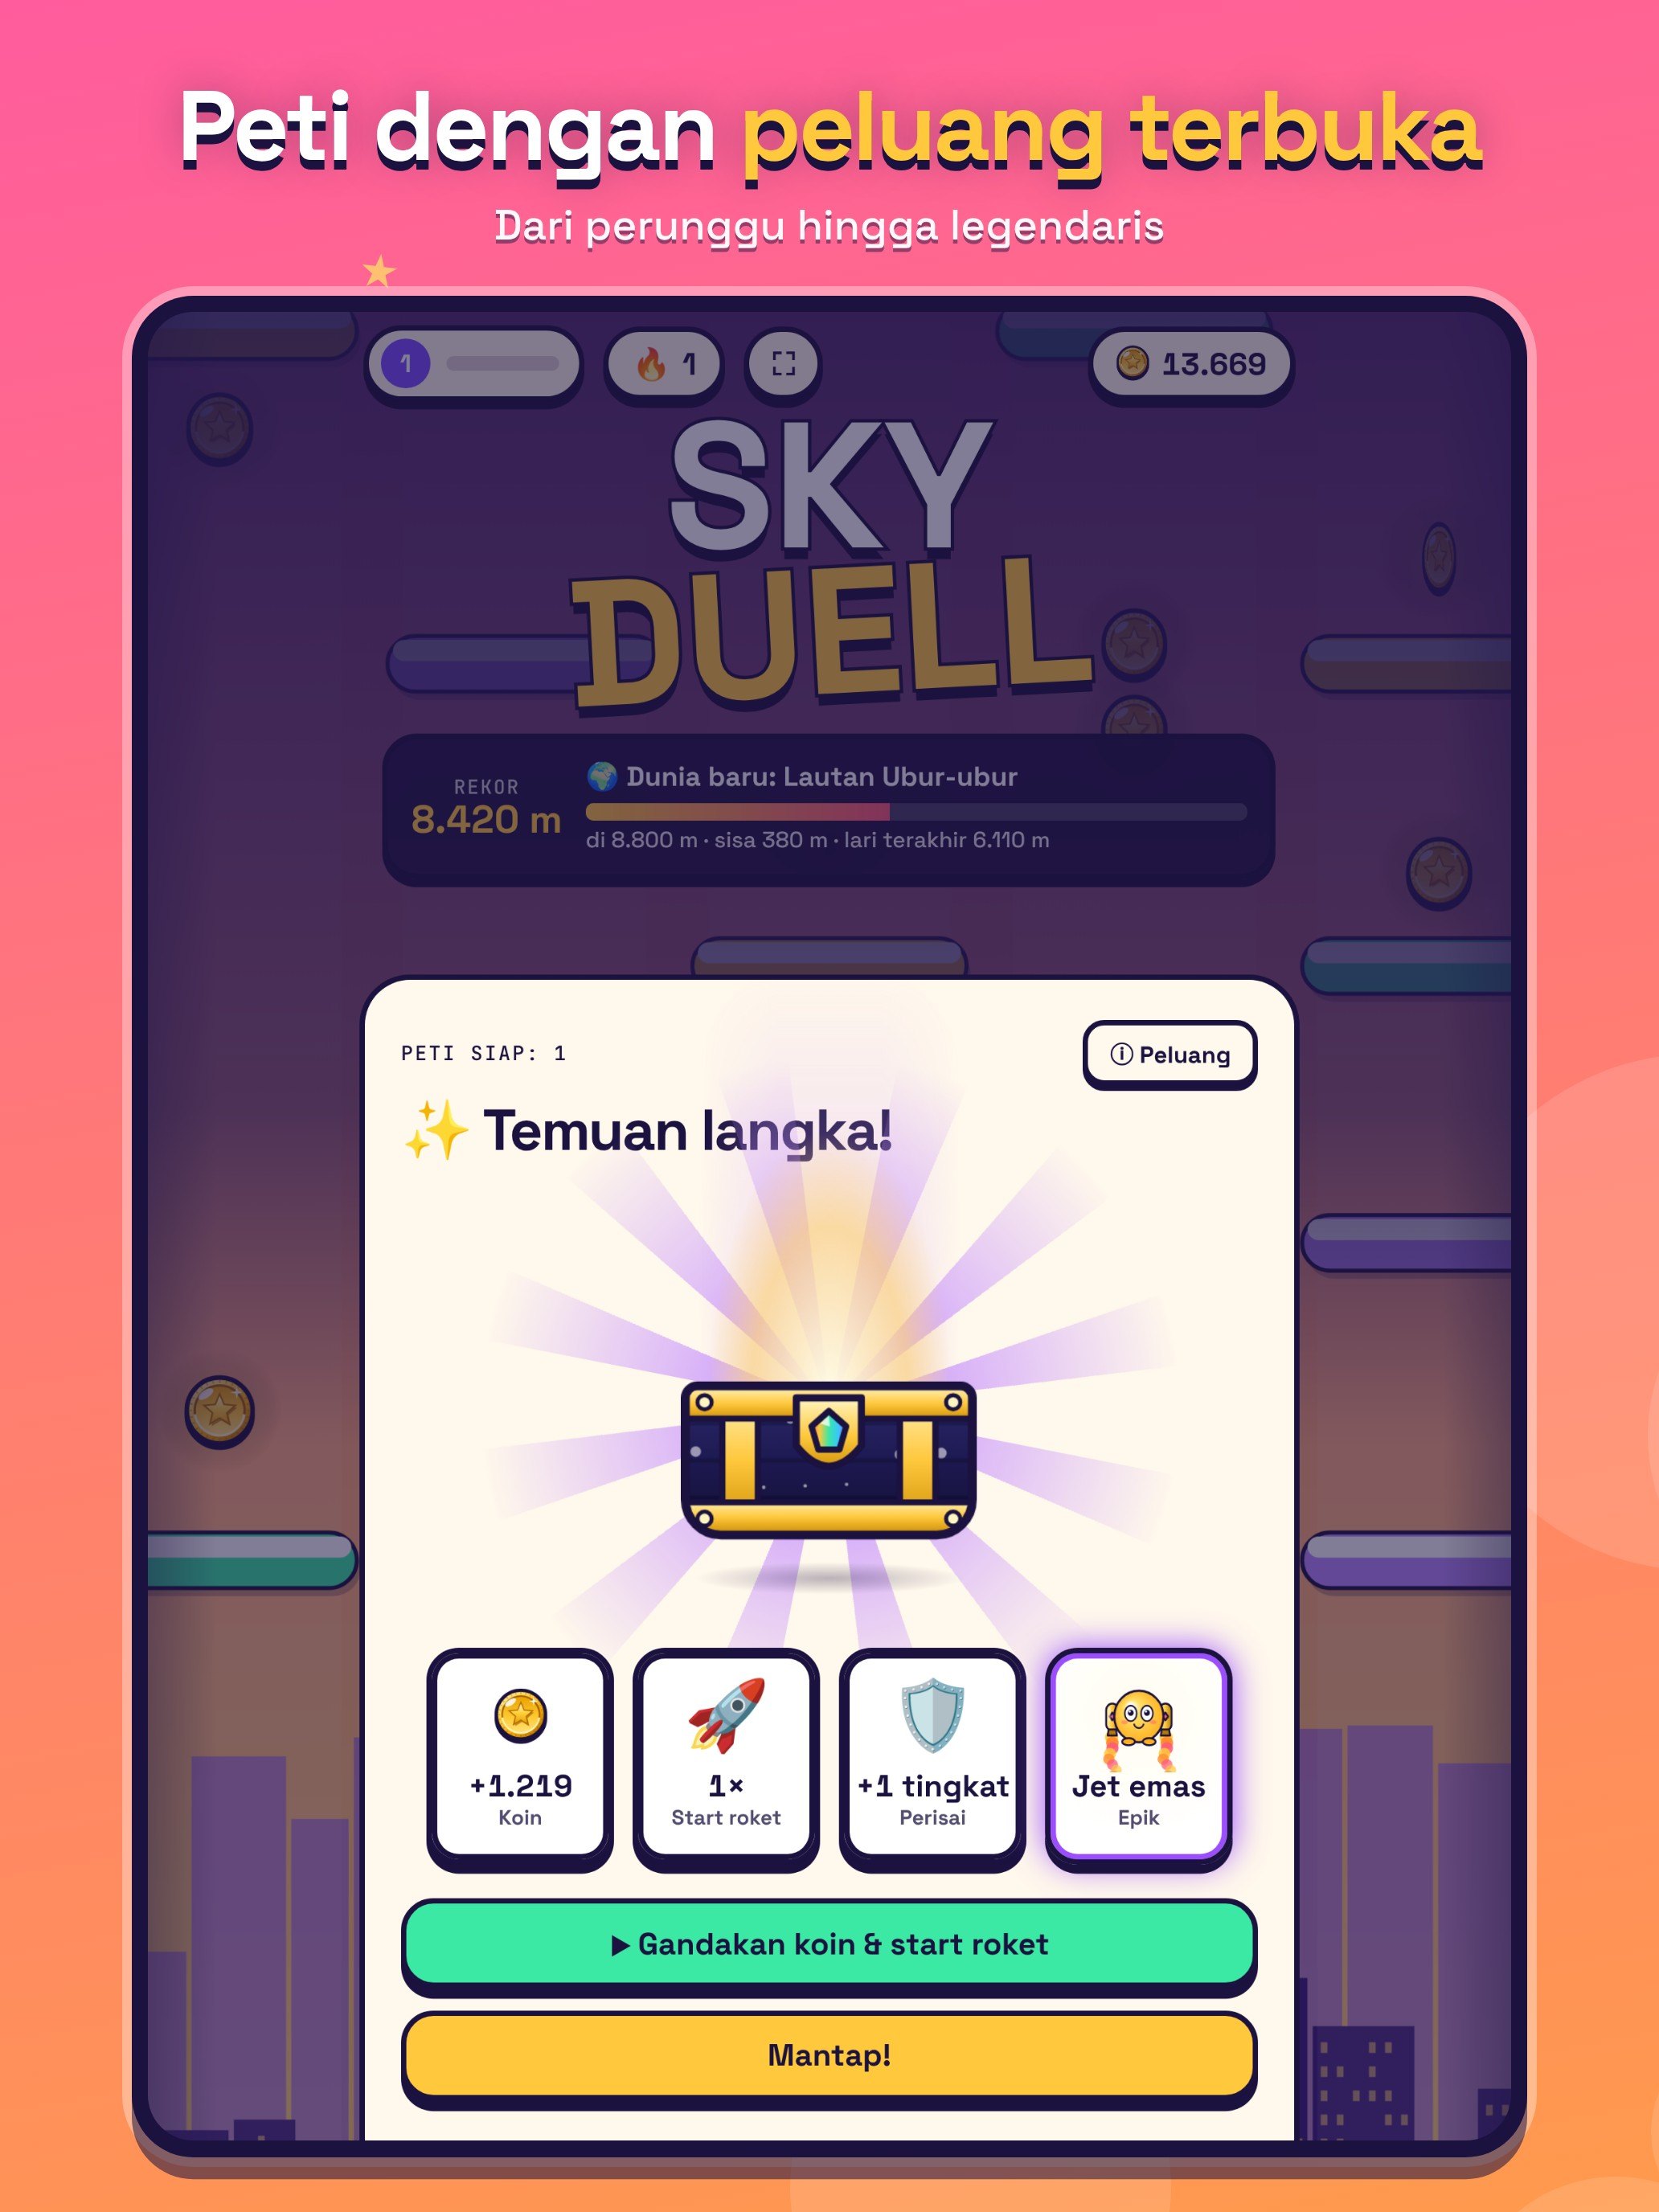 Peti dengan peluang terbuka
Dari perunggu hingga legendaris
1
🔥 1
13.669
SKY
DUELL
REKOR
8.420 m
🌍 Dunia baru: Lautan Ubur-ubur
di 8.800 m · sisa 380 m · lari terakhir 6.110 m
PETI SIAP: 1
ⓘ Peluang
✨ Temuan langka!
+1.219
Koin
1×
Start roket
+1 tingkat
Perisai
Jet emas
Epik
▶ Gandakan koin & start roket
Mantap!